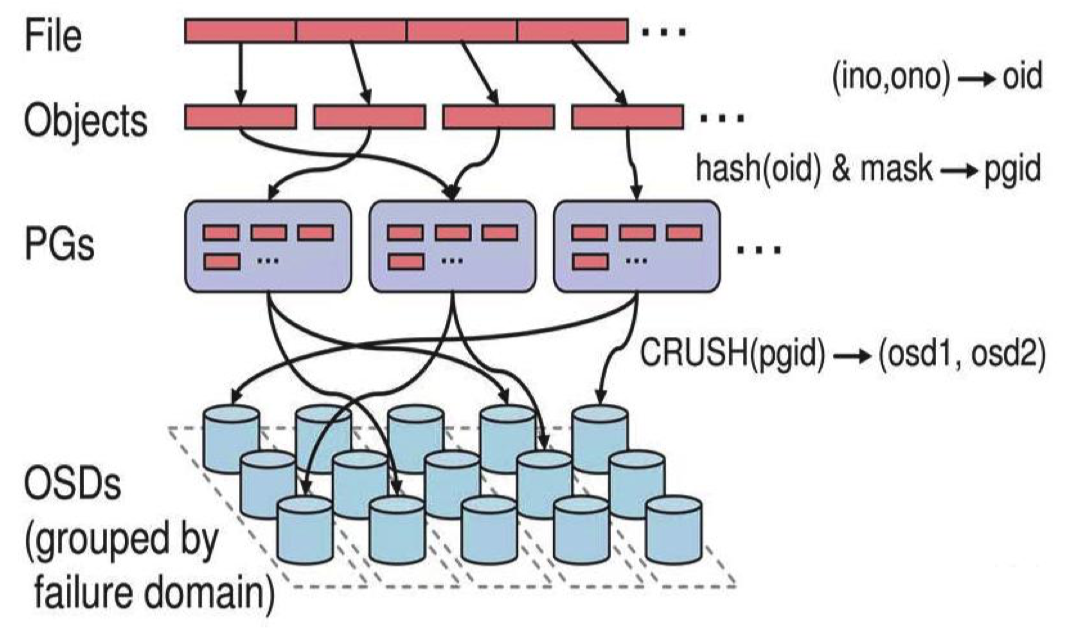 File
...
(ino,ono) → oid
Objects
...
hash(oid) & mask → pgid
PGs
...
...
...
...
CRUSH(pgid) → (osd1, osd2)
OSDs
(grouped by
failure domain)